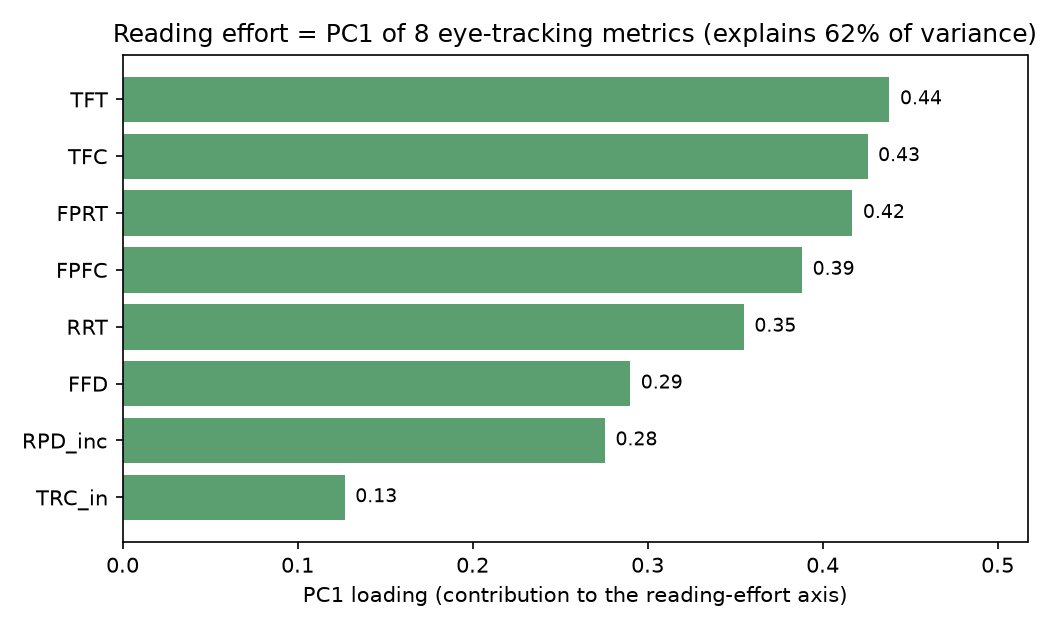 Reading effort = PC1 of 8 eye-tracking metrics (explains 62% of variance)
TFT 0.44
TFC 0.43
FPRT 0.42
FPFC 0.39
RRT 0.35
FFD 0.29
RPD_inc 0.28
TRC_in 0.13
0.0 0.1 0.2 0.3 0.4 0.5
PC1 loading (contribution to the reading-effort axis)